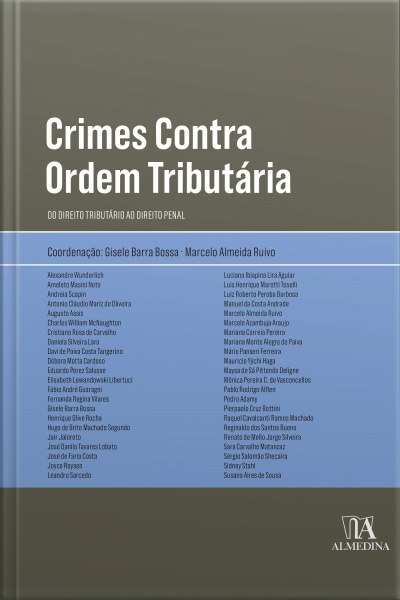 Crimes Contra
Ordem Tributária
DO DIREITO TRIBUTÁRIO AO DIREITO PENAL
Coordenação: Gisele Barra Bossa · Marcelo Almeida Ruivo
Alexandre Wunderlich
Ameleto Masini Neto
Andreia Scapin
Antonio Cláudio Mariz de Oliveira
Augusto Assis
Charles William McNaughton
Cristiano Rosa de Carvalho
Daniela Silveira Lara
Davi de Paiva Costa Tangerino
Débora Motta Cardoso
Eduardo Perez Salusse
Elisabeth Lewandowski Libertuci
Fábio André Guaragni
Fernanda Regina Vilares
Gisele Barra Bossa
Henrique Olive Rocha
Hugo de Brito Machado Segundo
Jair Jaloreto
José Danilo Tavares Lobato
José de Faria Costa
Joyce Roysen
Leandro Sarcedo
Luciana Ibiapina Lira Aguiar
Luis Henrique Marotti Toselli
Luiz Roberto Peroba Barbosa
Manuel da Costa Andrade
Marcelo Almeida Ruivo
Marcelo Azambuja Araujo
Mariana Correia Pereira
Mariana Monte Alegre de Paiva
Mário Panseri Ferreira
Mauricio Yjichi Haga
Maysa de Sá Pittondo Deligne
Mônica Pereira C. de Vasconcellos
Pablo Rodrigo Alflen
Pedro Adamy
Pierpaolo Cruz Bottini
Raquel Cavalcanti Ramos Machado
Reginaldo dos Santos Bueno
Renato de Mello Jorge Silveira
Sara Carvalho Matanzaz
Sérgio Salomão Shecaira
Sidney Stahl
Susana Aires de Sousa
ALMEDINA